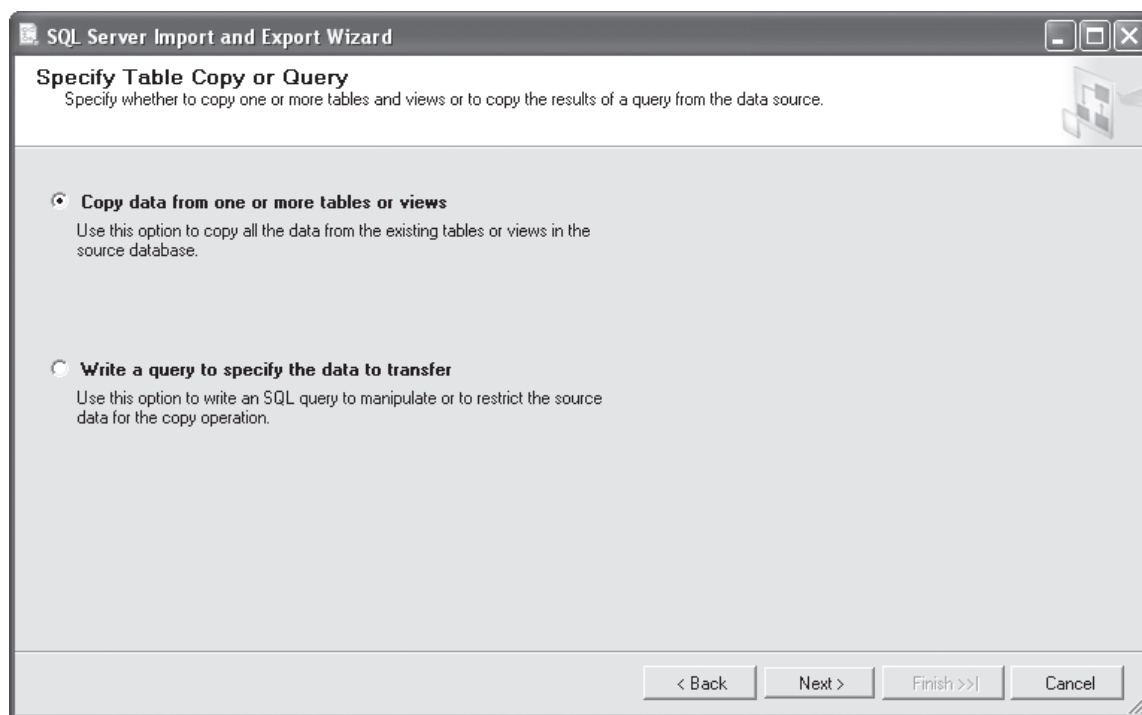 SQL Server Import and Export Wizard
Specify Table Copy or Query
Specify whether to copy one or more tables and views or to copy the results of a query from the data source.
Copy data from one or more tables or views
Use this option to copy all the data from the existing tables or views in the
source database.
Write a query to specify the data to transfer
Use this option to write an SQL query to manipulate or to restrict the source
data for the copy operation.
< Back
Next >
Finish >>|
Cancel